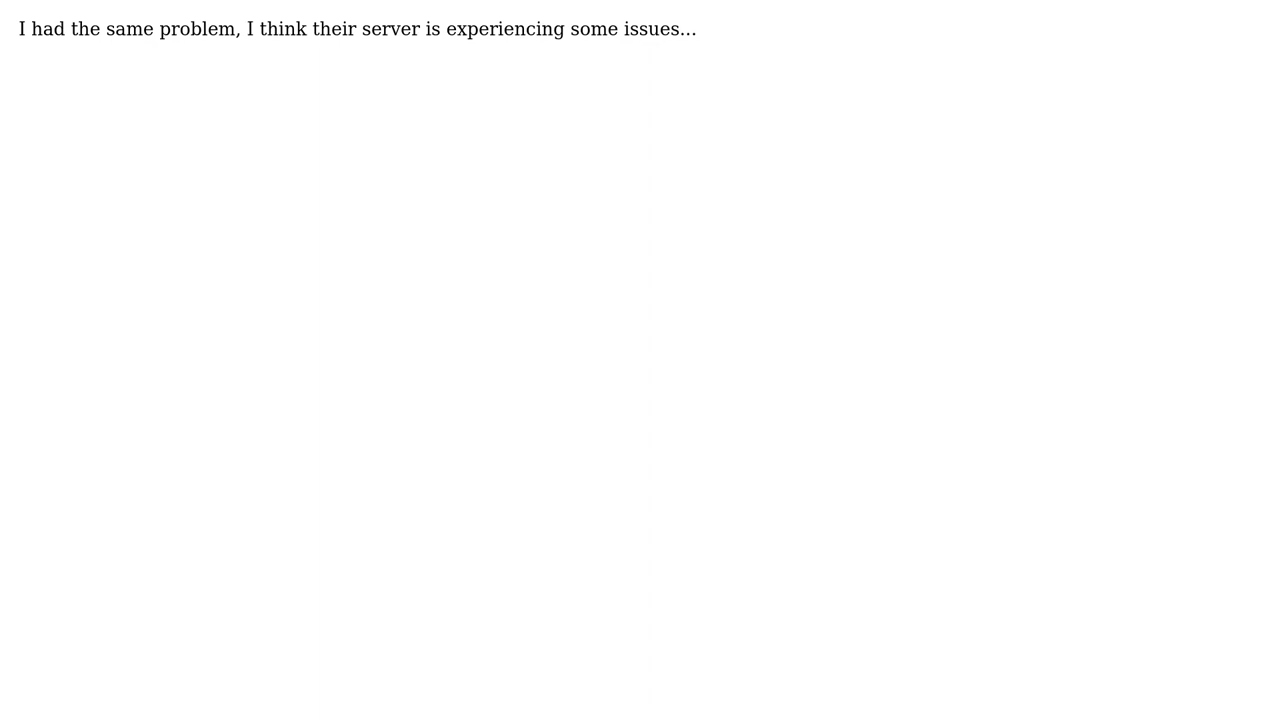 I had the same problem, I think their server is experiencing some issues...